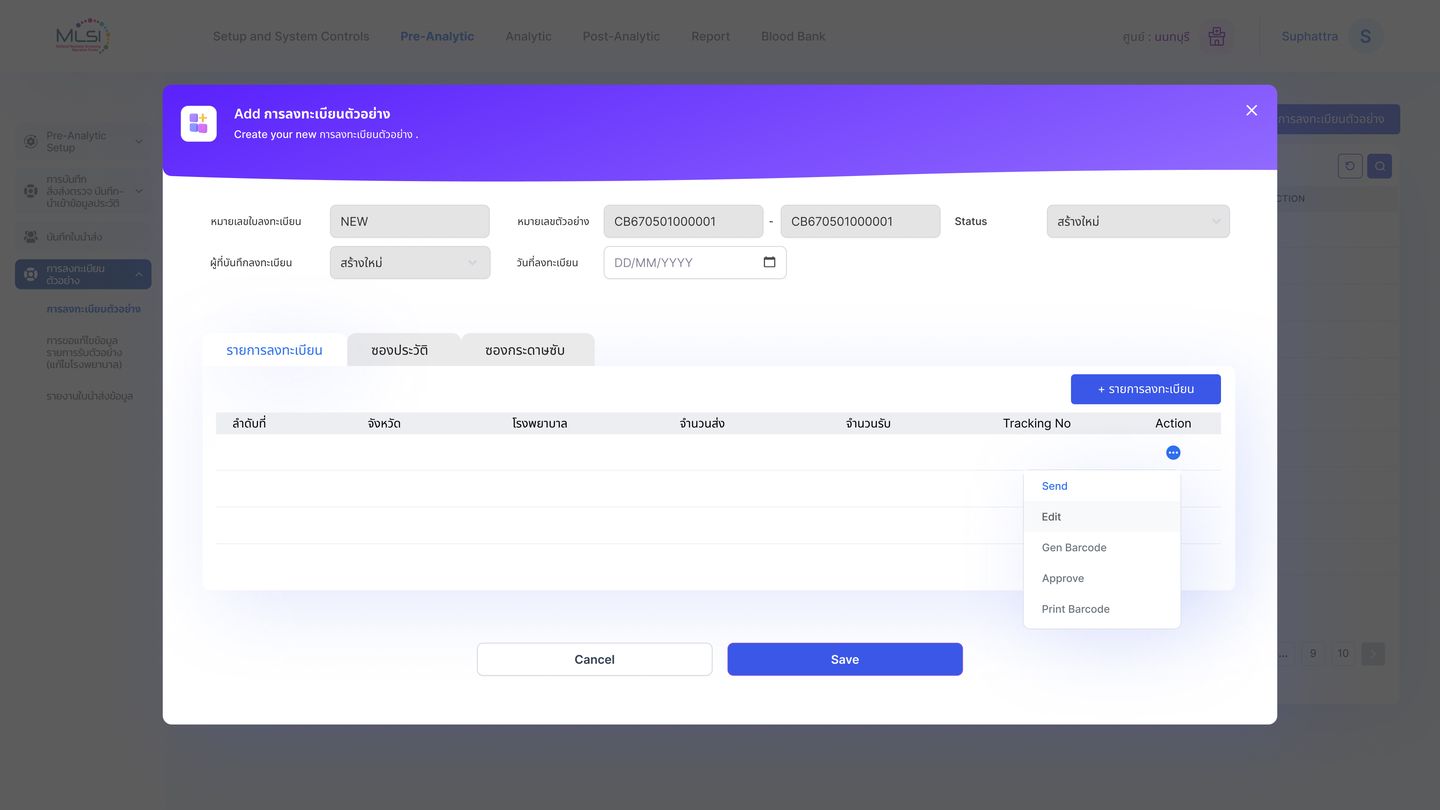 MLSI
Setup and System Controls
Pre-Analytic
Analytic
Post-Analytic
Report
Blood Bank
ศูนย์ : นนทบุรี
Suphattra
S
Pre-Analytic
Setup
การบันทึก
สิ่งส่งตรวจ บันทึก-
นำเข้าข้อมูลประวัติ
บันทึกใบนำส่ง
การลงทะเบียน
ตัวอย่าง
การลงทะเบียนตัวอย่าง
การขอแก้ไขข้อมูล
รายการรับตัวอย่าง
(แก้ไขโรงพยาบาล)
รายงานใบนำส่งข้อมูล
Add การลงทะเบียนตัวอย่าง
Create your new การลงทะเบียนตัวอย่าง .
การลงทะเบียนตัวอย่าง
CTION
หมายเลขใบลงทะเบียน
NEW
หมายเลขตัวอย่าง
CB670501000001
-
CB670501000001
Status
สร้างใหม่
ผู้ที่บันทึกลงทะเบียน
สร้างใหม่
วันที่ลงทะเบียน
DD/MM/YYYY
รายการลงทะเบียน
ซองประวัติ
ซองกระดาษซับ
+ รายการลงทะเบียน
ลำดับที่
จังหวัด
โรงพยาบาล
จำนวนส่ง
จำนวนรับ
Tracking No
Action
Send
Edit
Gen Barcode
Approve
Print Barcode
Cancel
Save
...
9
10